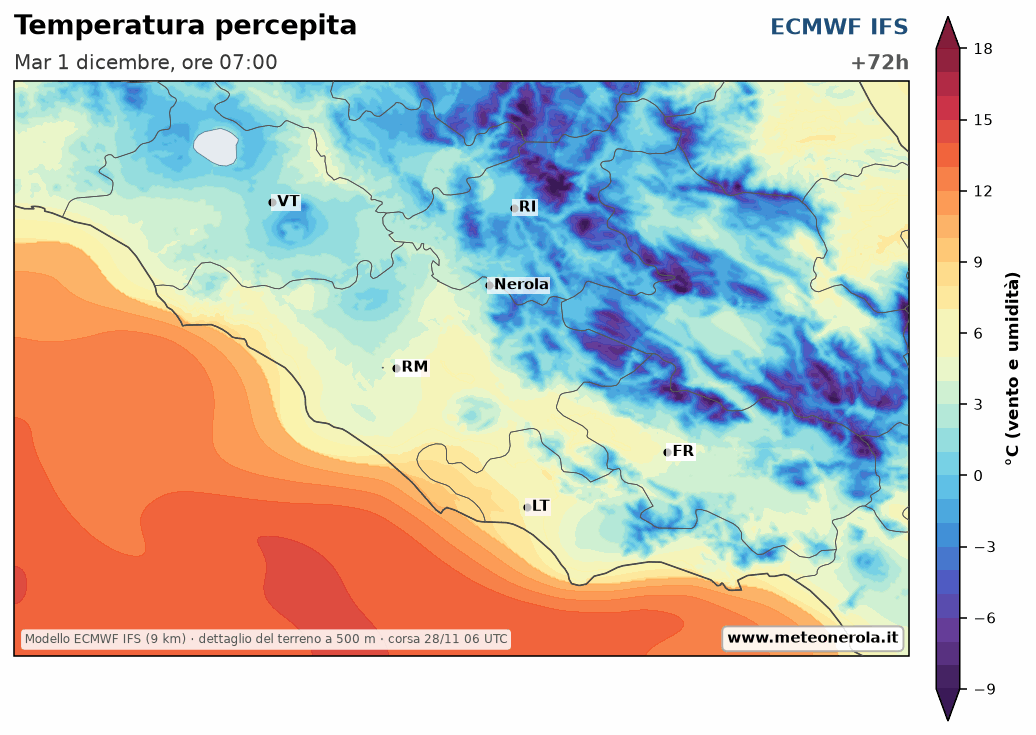 Temperatura percepita
ECMWF IFS
Mar 1 dicembre, ore 07:00
+72h
VT
RI
Nerola
RM
FR
LT
18
15
12
9
6
3
0
−3
−6
−9
°C (vento e umidità)
Modello ECMWF IFS (9 km) · dettaglio del terreno a 500 m · corsa 28/11 06 UTC
www.meteonerola.it